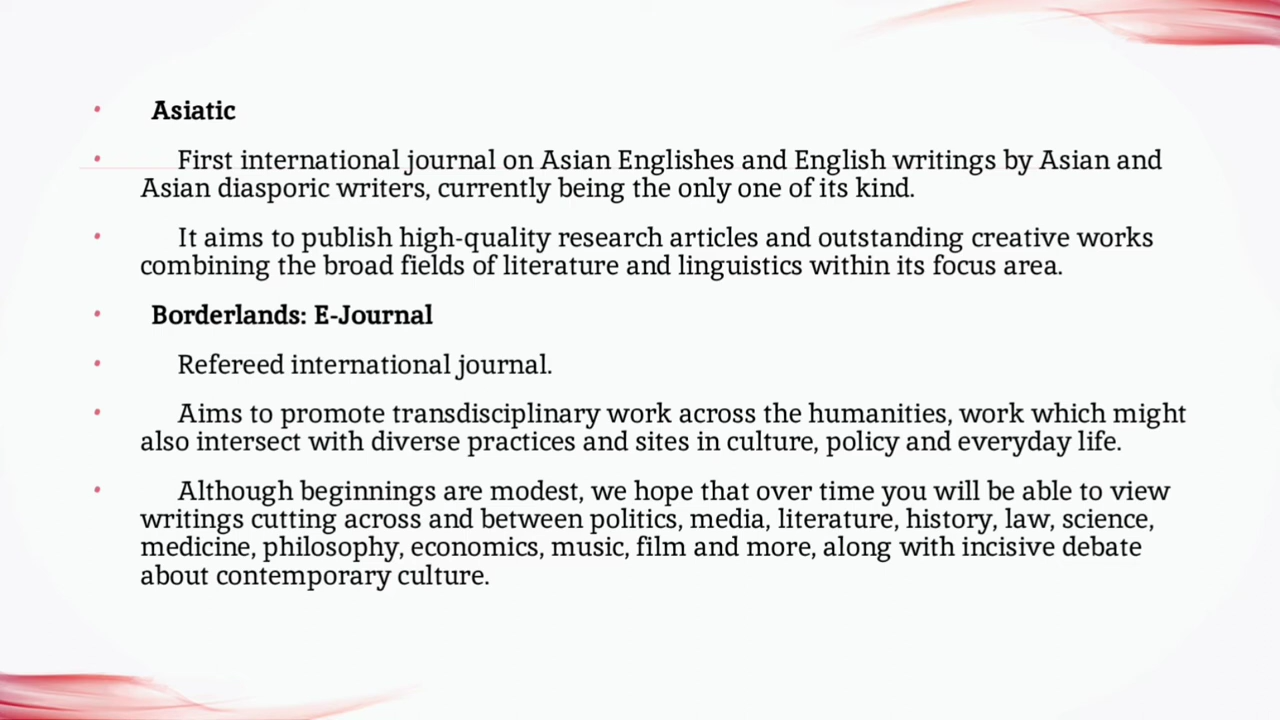 • Asiatic
• First international journal on Asian Englishes and English writings by Asian and
Asian diasporic writers, currently being the only one of its kind.
• It aims to publish high-quality research articles and outstanding creative works
combining the broad fields of literature and linguistics within its focus area.
• Borderlands: E-Journal
• Refereed international journal.
• Aims to promote transdisciplinary work across the humanities, work which might
also intersect with diverse practices and sites in culture, policy and everyday life.
• Although beginnings are modest, we hope that over time you will be able to view
writings cutting across and between politics, media, literature, history, law, science,
medicine, philosophy, economics, music, film and more, along with incisive debate
about contemporary culture.